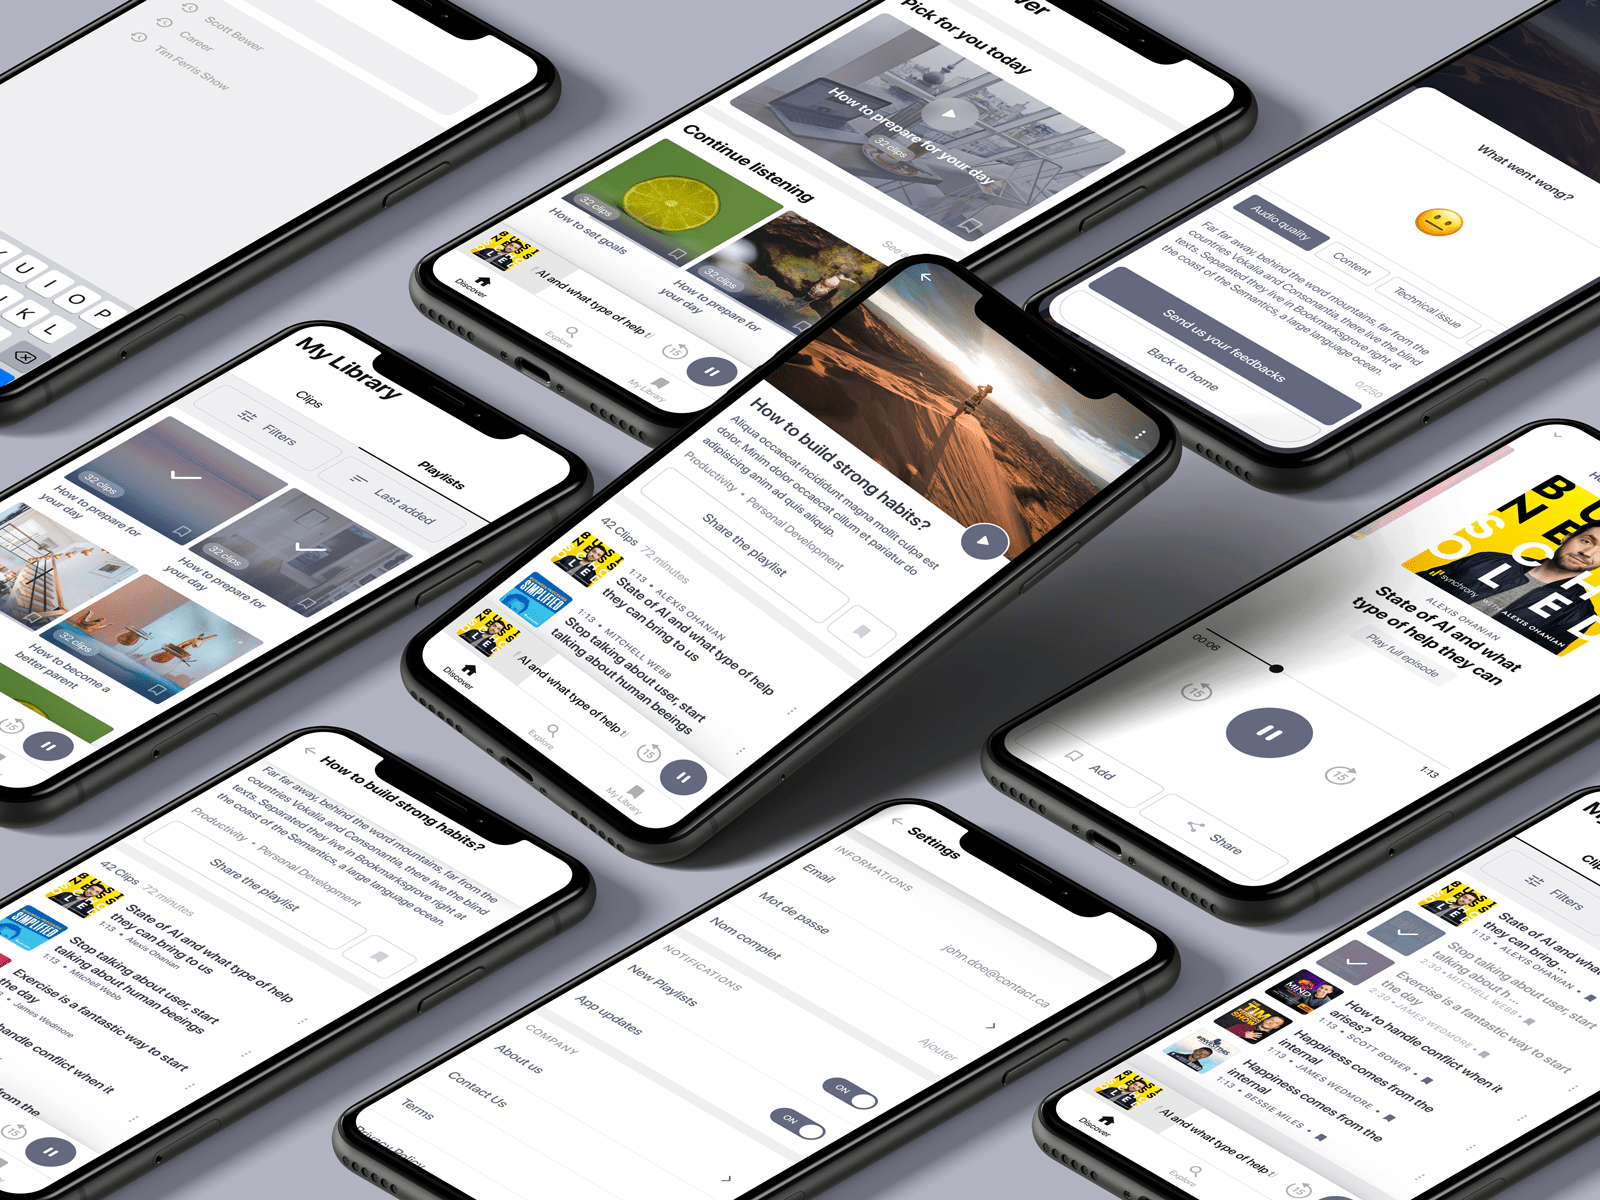 Scott Bewer
Career
Tim Ferris Show
Y U I O P
K L
Pick for you today
How to prepare for your day
32 clips
Continue listening
See
32 clips
How to set goals
32 clips
How to prepare for
your day
AI and what type of help t
Discover
Explore
My Library
15
What went wong?
Audio quality
Content
Technical issue
Far far away, behind the word mountains, far from the
countries Vokalia and Consonantia, there live the blind
texts. Separated they live in Bookmarksgrove right at
the coast of the Semantics, a large language ocean.
0/250
Send us your feedbacks
Back to home
My Library
Clips
Playlists
Filters
Last added
32 clips
How to prepare for
your day
32 clips
How to prepare for
your day
32 clips
How to become a
better parent
15
How to build strong habits?
Aliqua occaecat incididunt magna mollit culpa est
dolor. Minim dolor occaecat cillum et pariatur do
adipisicing anim ad quis aliquip.
Productivity • Personal Development
Share the playlist
42 Clips 72 minutes
1:13 • ALEXIS OHANIAN
State of AI and what type of help
they can bring to us
SIMPLIFIED
1:13 • MITCHELL WEBB
Stop talking about user, start
talking about human beeings
AI and what type of help t
Discover
Explore
My Library
15
BUSINESS
SCHOOLED
synchrony
WITH ALEXIS OHANIAN
ALEXIS OHANIAN
State of AI and what
type of help they can
Play full episode
00:06
1:13
15
15
Add
Share
How to build strong habits?
Far far away, behind the word mountains, far from the
countries Vokalia and Consonantia, there live the blind
texts. Separated they live in Bookmarksgrove right at
the coast of the Semantics, a large language ocean.
Productivity • Personal Development
Share the playlist
42 Clips 72 minutes
State of AI and what type of help
they can bring to us
1:13 • Alexis Ohanian
SIMPLIFIED
Stop talking about user, start
talking about human beeings
1:13 • Mitchell Webb
Exercise is a fantastic way to start
the day
James Wedmore
handle conflict when it
from the
15
Settings
INFORMATIONS
Email
john.doe@contact.ca
Mot de passe
Nom complet
Ajouter
NOTIFICATIONS
New Playlists
ON
App updates
ON
COMPANY
About us
Contact Us
Terms
Privacy Policy
Filters
State of AI and what
they can bring ...
1:13 • ALEXIS OHANIAN •
Stop talking about user, start
talking about h...
2:30 • MITCHELL WEBB •
Exercise is a fantastic way to start
the day
2:30 • JAMES WEDMORE •
MIND
How to handle conflict when it
arises?
1:13 • SCOTT BOWER •
TIM
SHOW
Happiness comes from the
internal
1:13 • JAMES WEDMORE •
Happiness comes from the
internal
1:13 • BESSIE MILES •
AI and what type of help t
Discover
Explore
15